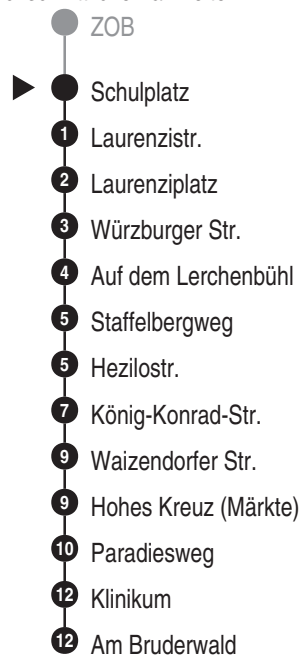 ZOB
Schulplatz
1 Laurenzistr.
2 Laurenziplatz
3 Würzburger Str.
4 Auf dem Lerchenbühl
5 Staffelbergweg
5 Hezilostr.
7 König-Konrad-Str.
9 Waizendorfer Str.
9 Hohes Kreuz (Märkte)
10 Paradiesweg
12 Klinikum
12 Am Bruderwald